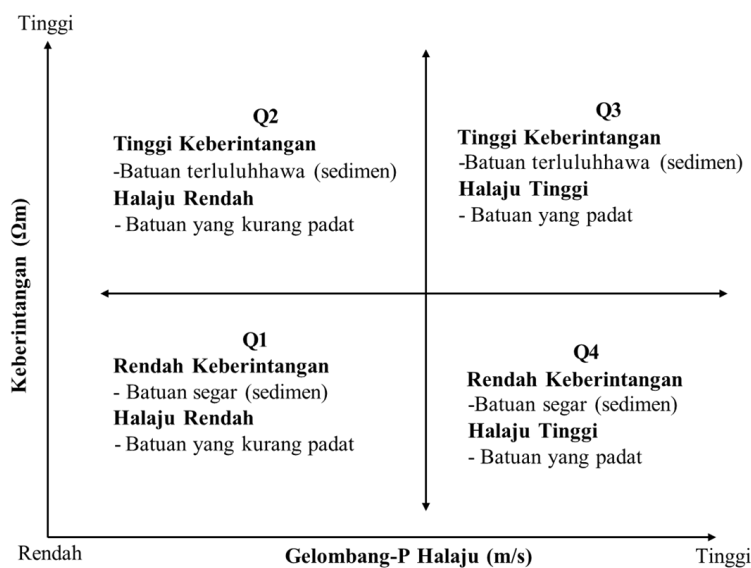 Tinggi
Keberintangan (Ωm)
Q2
Tinggi Keberintangan
-Batuan terluluhhawa (sedimen)
Halaju Rendah
- Batuan yang kurang padat
Q3
Tinggi Keberintangan
-Batuan terluluhhawa (sedimen)
Halaju Tinggi
- Batuan yang padat
Q1
Rendah Keberintangan
- Batuan segar (sedimen)
Halaju Rendah
- Batuan yang kurang padat
Q4
Rendah Keberintangan
-Batuan segar (sedimen)
Halaju Tinggi
- Batuan yang padat
Rendah
Gelombang-P Halaju (m/s)
Tinggi